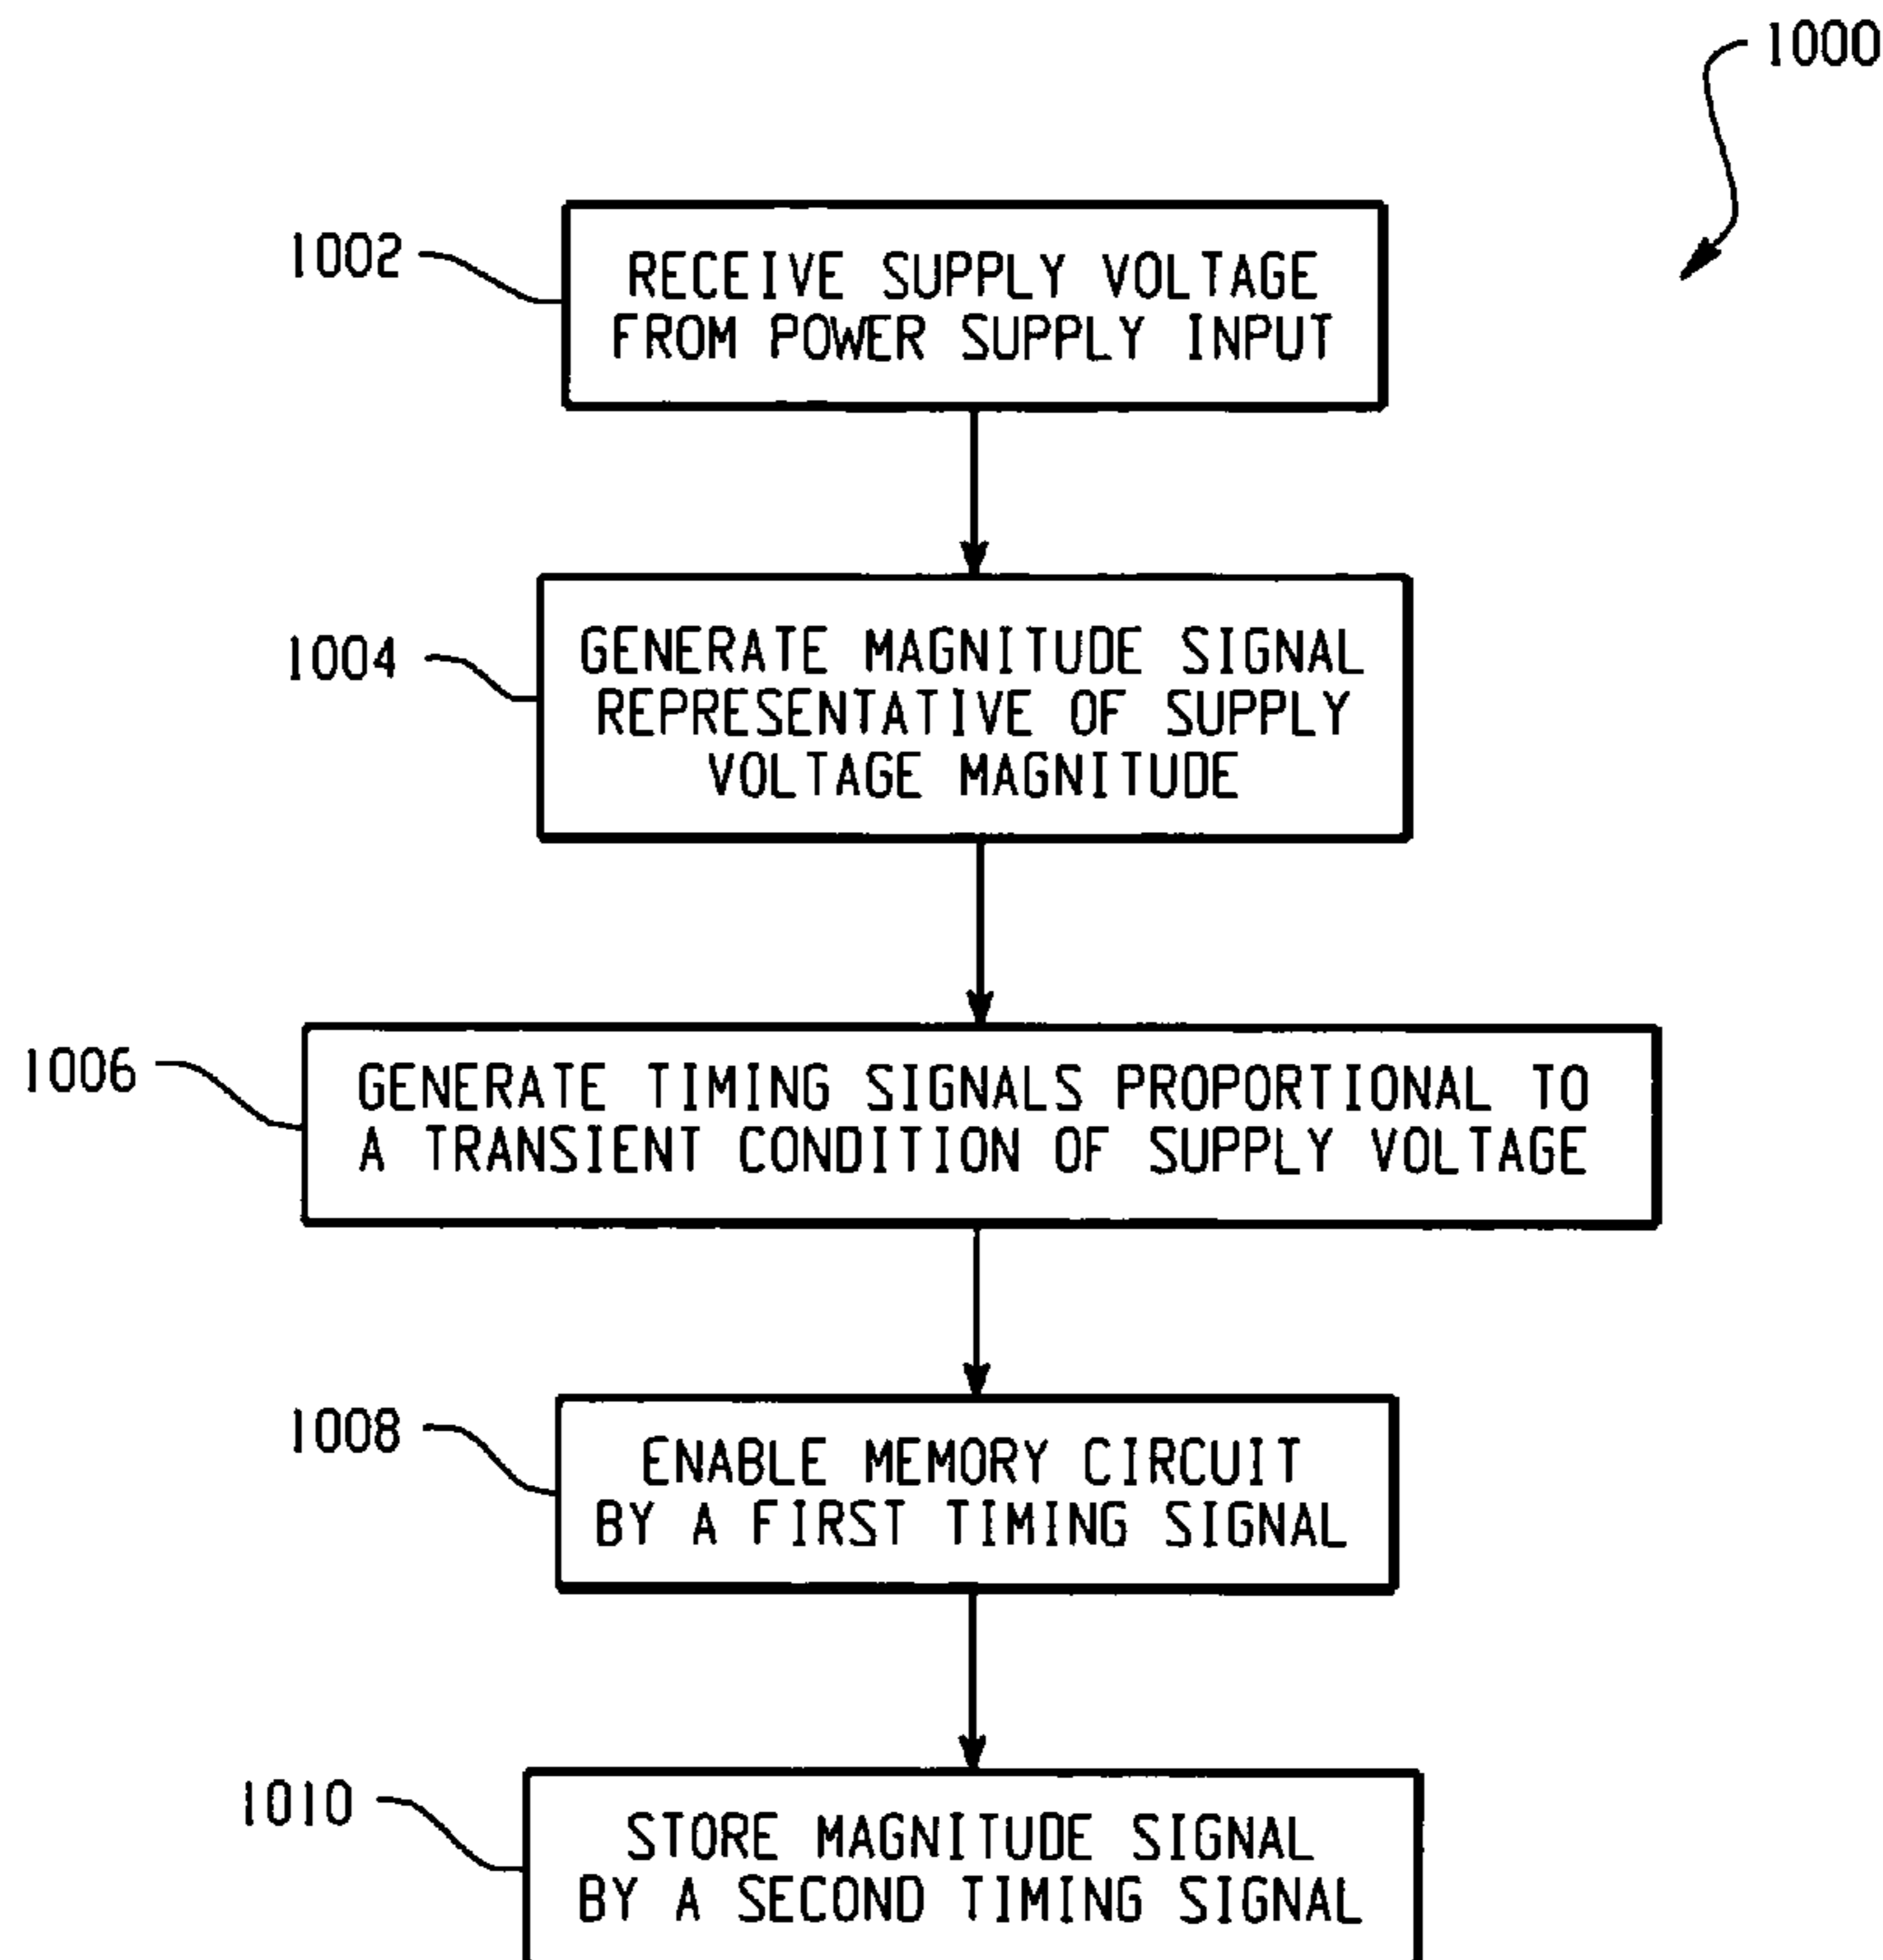 1000
1002
RECEIVE SUPPLY VOLTAGE
FROM POWER SUPPLY INPUT
1004
GENERATE MAGNITUDE SIGNAL
REPRESENTATIVE OF SUPPLY
VOLTAGE MAGNITUDE
1006
GENERATE TIMING SIGNALS PROPORTIONAL TO
A TRANSIENT CONDITION OF SUPPLY VOLTAGE
1008
ENABLE MEMORY CIRCUIT
BY A FIRST TIMING SIGNAL
1010
STORE MAGNITUDE SIGNAL
BY A SECOND TIMING SIGNAL